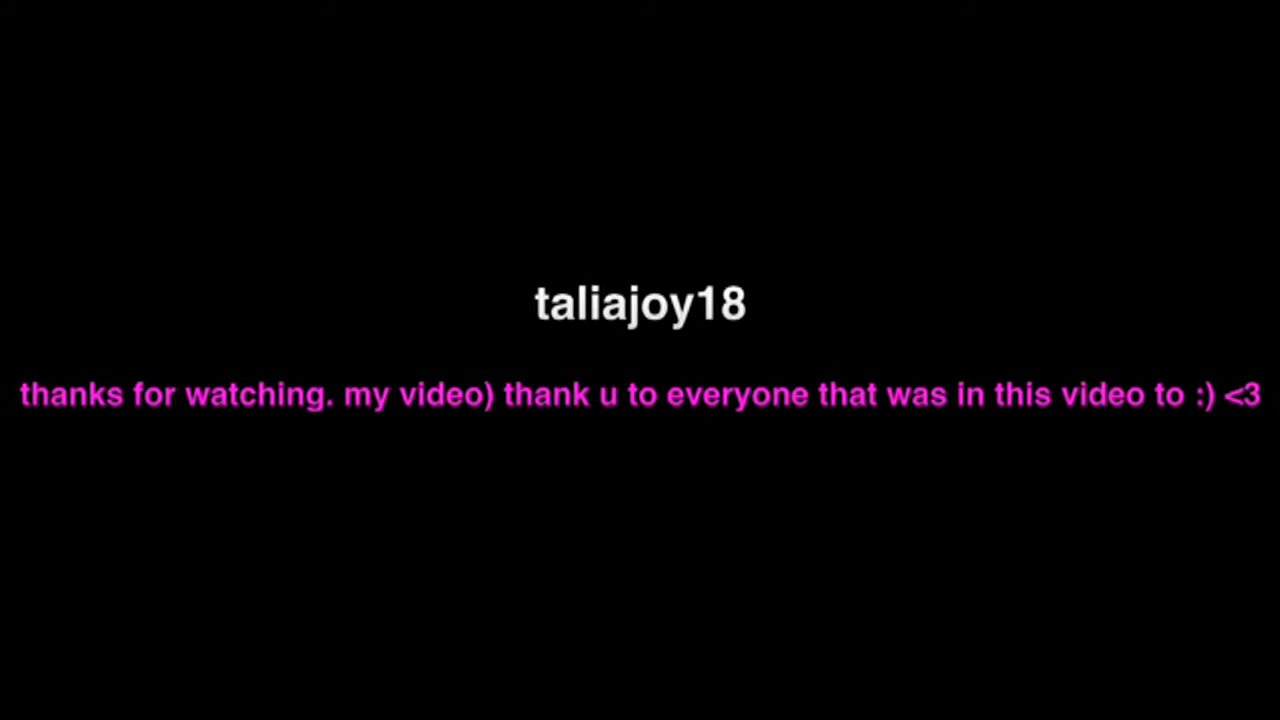 taliajoy18
thanks for watching. my video) thank u to everyone that was in this video to :) <3